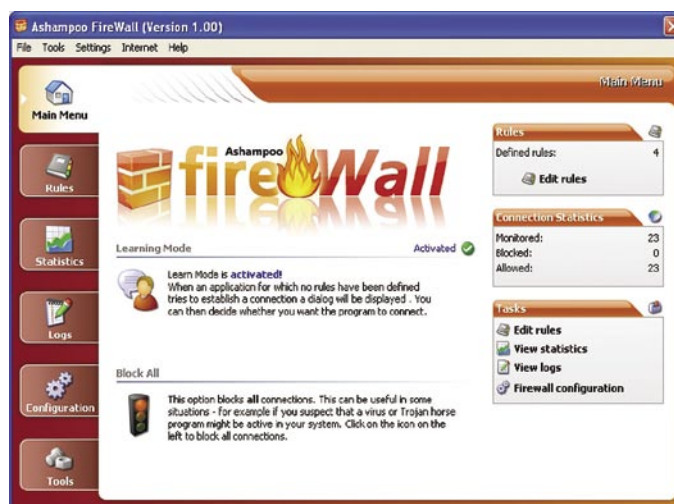 Ashampoo FireWall (Version 1.00)
File Tools Settings Internet Help
Main Menu
Main Menu
Rules
Statistics
Logs
Configuration
Tools
Ashampoo
fireWall
Learning Mode Activated
Learn Mode is activated!
When an application for which no rules have been defined
tries to establish a connection a dialog will be displayed . You
can then decide whether you want the program to connect.
Block All
This option blocks all connections. This can be useful in some
situations - for example if you suspect that a virus or Trojan horse
program might be active in your system. Click on the icon on the
left to block all connections.
Rules
Defined rules: 4
Edit rules
Connection Statistics
Monitored: 23
Blocked: 0
Allowed: 23
Tasks
Edit rules
View statistics
View logs
Firewall configuration